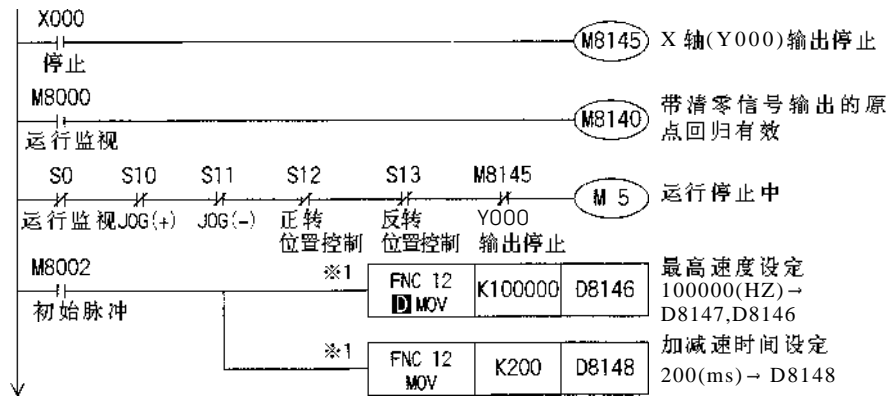 X000
停止
M8145
X 轴(Y000)输出停止
M8000
运行监视
M8140
带清零信号输出的原
点回归有效
S0 S10 S11 S12 S13 M8145
运行监视 JOG(+) JOG(-) 正转 反转 Y000
位置控制 位置控制 输出停止
M 5
运行停止中
M8002
初始脉冲
※1
FNC 12
D MOV
K100000
D8146
最高速度设定
100000(HZ)→
D8147,D8146
※1
FNC 12
MOV
K200
D8148
加减速时间设定
200(ms)→ D8148